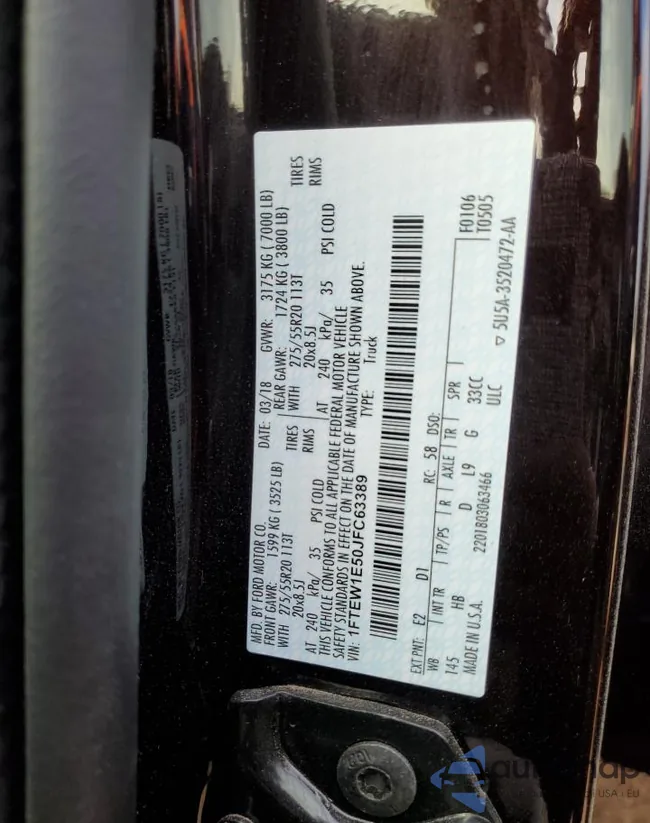 MFD. BY FORD MOTOR CO.
DATE: 03/18 GVWR: 3175 KG ( 7000 LB)
FRONT GAWR: 1599 KG ( 3525 LB) REAR GAWR: 1724 KG ( 3800 LB)
WITH 275/55R20 113T TIRES WITH 275/55R20 113T TIRES
20x8.5J RIMS 20x8.5J RIMS
AT 240 kPa/ 35 PSI COLD AT 240 kPa/ 35 PSI COLD
THIS VEHICLE CONFORMS TO ALL APPLICABLE FEDERAL MOTOR VEHICLE
SAFETY STANDARDS IN EFFECT ON THE DATE OF MANUFACTURE SHOWN ABOVE.
VIN: 1FTEW1E50JFC63389 TYPE: Truck
EXT PNT: E2 D1 RC: 58 DSO: F0106
T0505
WB INT TR TP/PS R AXLE TR SPR
145 HB D L9 G 33CC
MADE IN U.S.A. 2201803063466 ULC
▽ 5U5A-3520472-AA